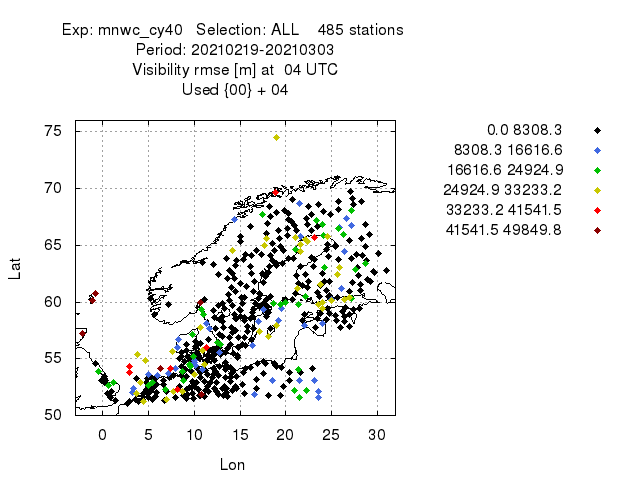 Exp: mnwc_cy40   Selection: ALL    485 stations
Period: 20210219-20210303
Visibility rmse [m] at  04 UTC
Used {00} + 04
0.0 8308.3
8308.3 16616.6
16616.6 24924.9
24924.9 33233.2
33233.2 41541.5
41541.5 49849.8
75
70
65
60
55
50
Lat
0 5 10 15 20 25 30
Lon